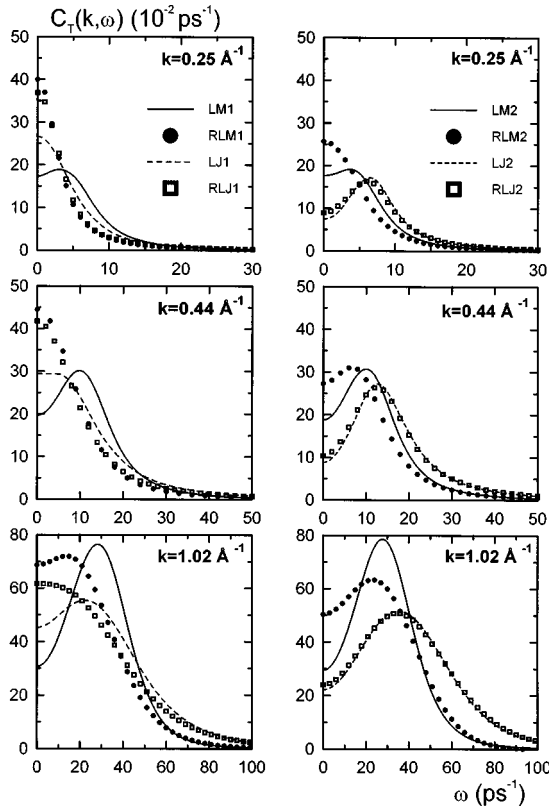 C_T(k,ω) [10⁻² ps⁻¹]
50
40
30
20
10
0
k=0.25 Å⁻¹
LM1
RLM1
LJ1
RLJ1
0 10 20 30
50
40
30
20
10
0
k=0.25 Å⁻¹
LM2
RLM2
LJ2
RLJ2
0 10 20 30
50
40
30
20
10
0
k=0.44 Å⁻¹
0 10 20 30 40 50
50
40
30
20
10
0
k=0.44 Å⁻¹
0 10 20 30 40 50
80
60
40
20
0
k=1.02 Å⁻¹
0 20 40 60 80 100
80
60
40
20
0
k=1.02 Å⁻¹
0 20 40 60 80 100
ω (ps⁻¹)